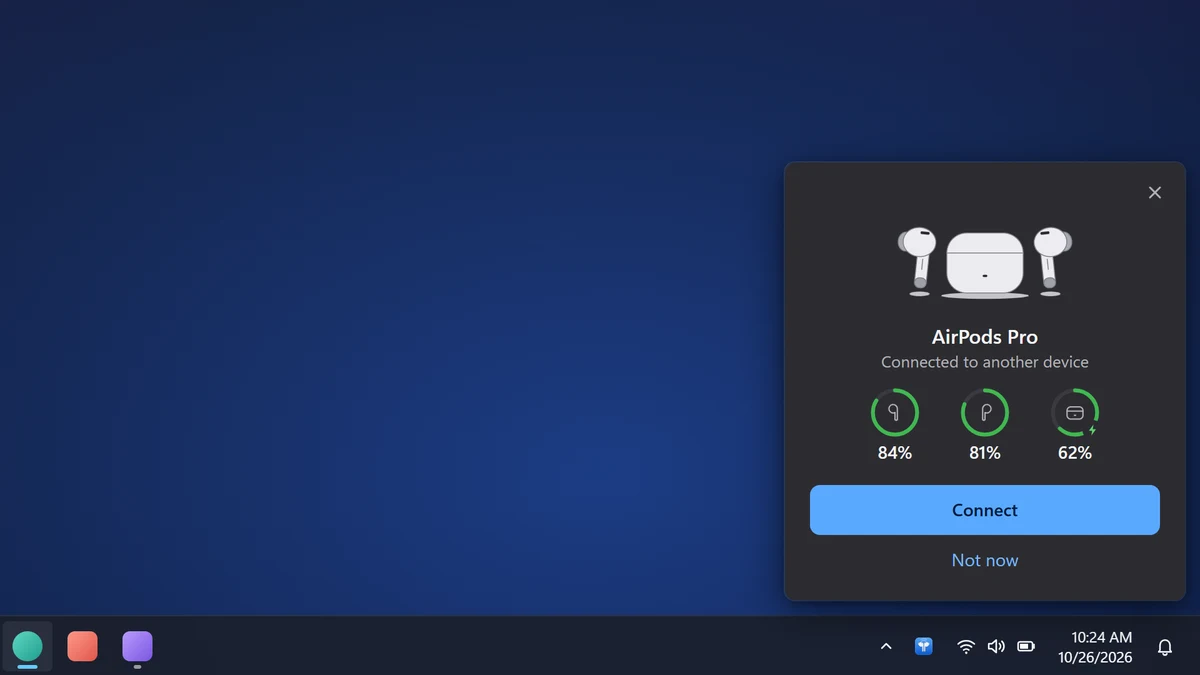 AirPods Pro
Connected to another device
84% 81% 62%
Connect
Not now
10:24 AM
10/26/2026